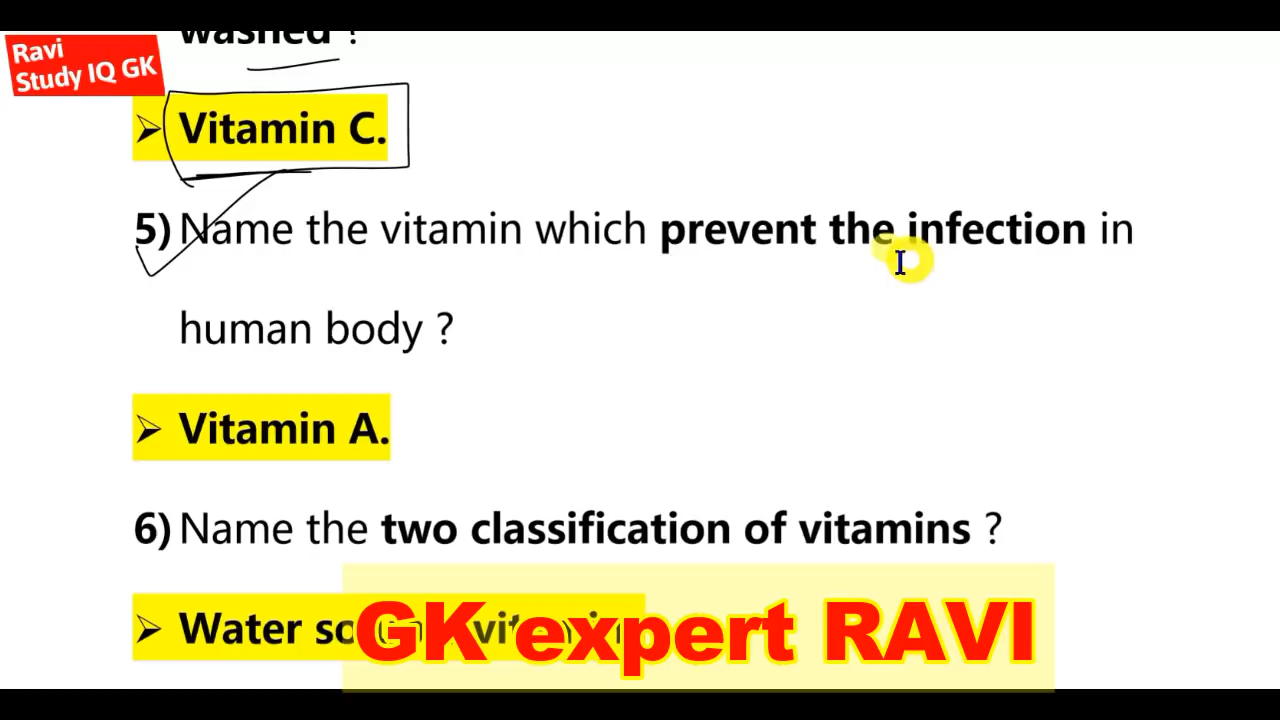 Ravi
Study IQ GK
washed ?
➢ Vitamin C.
5) Name the vitamin which prevent the infection in
human body ?
➢ Vitamin A.
6) Name the two classification of vitamins ?
➢ Water
GK expert RAVI